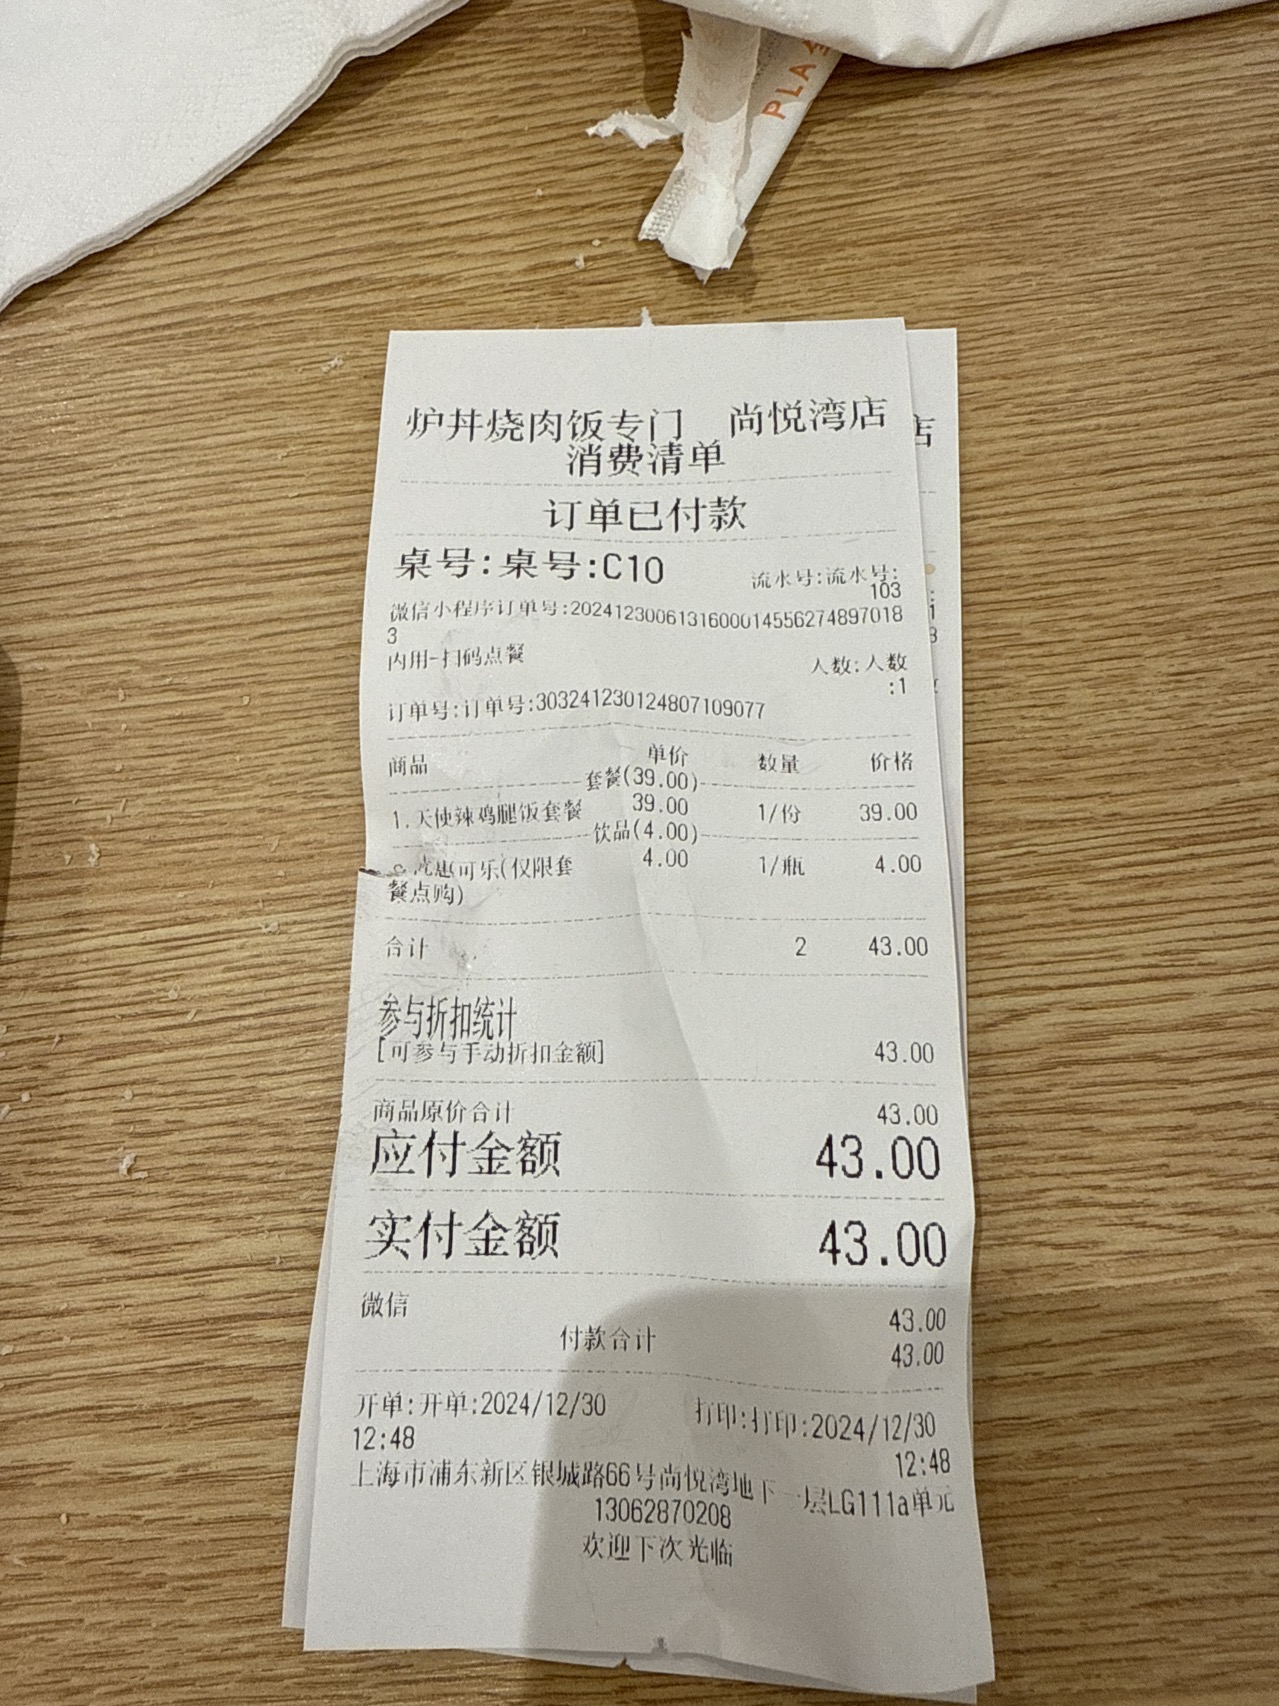 PLA
炉丼烧肉饭专门 尚悦湾店
店
消费清单
订单已付款
桌号:桌号:C10
流水号:流水号:
103
微信小程序订单号:2024123006131600014556274897018
3
内用-扫码点餐
人数:人数
:1
订单号:订单号:303241230124807109077
商品 单价 数量 价格
套餐(39.00)
1. 天使辣鸡腿饭套餐 39.00 1/份 39.00
饮品(4.00)
惠可乐(仅限套 4.00 1/瓶 4.00
餐点购)
合计 2 43.00
参与折扣统计
[可参与手动折扣金额] 43.00
商品原价合计 43.00
应付金额 43.00
实付金额 43.00
微信 43.00
付款合计 43.00
开单:开单:2024/12/30 打印:打印:2024/12/30
12:48 12:48
上海市浦东新区银城路66号尚悦湾地下一层LG111a单元
13062870208
欢迎下次光临